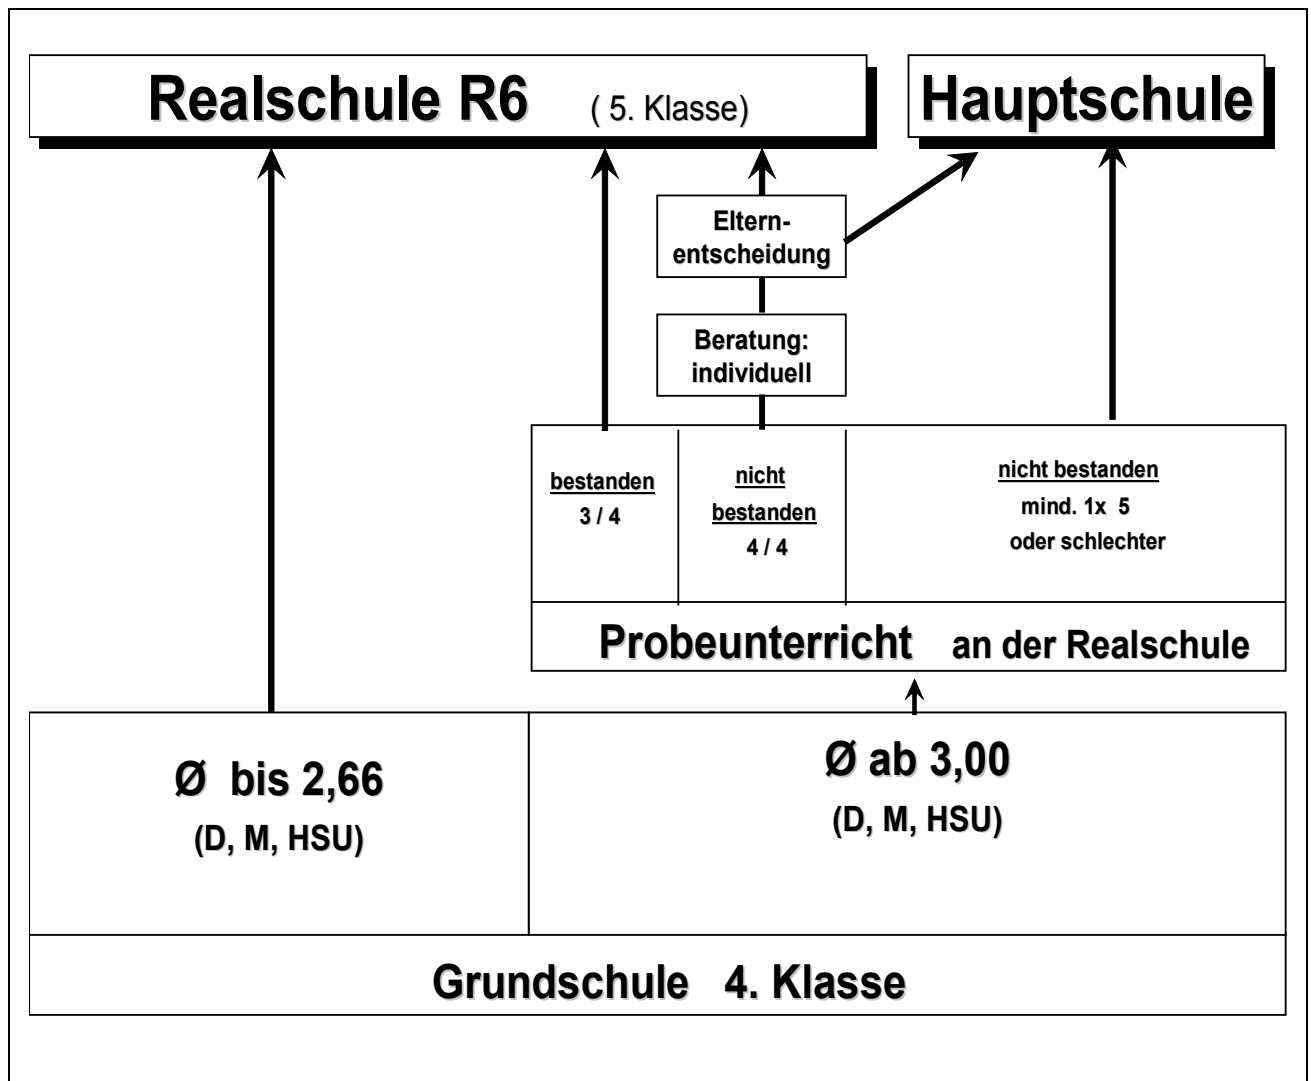 Realschule R6 ( 5. Klasse)
Hauptschule
Eltern-
entscheidung
Beratung:
individuell
bestanden
3 / 4
nicht
bestanden
4 / 4
nicht bestanden
mind. 1x 5
oder schlechter
Probeunterricht an der Realschule
Ø bis 2,66
(D, M, HSU)
Ø ab 3,00
(D, M, HSU)
Grundschule 4. Klasse